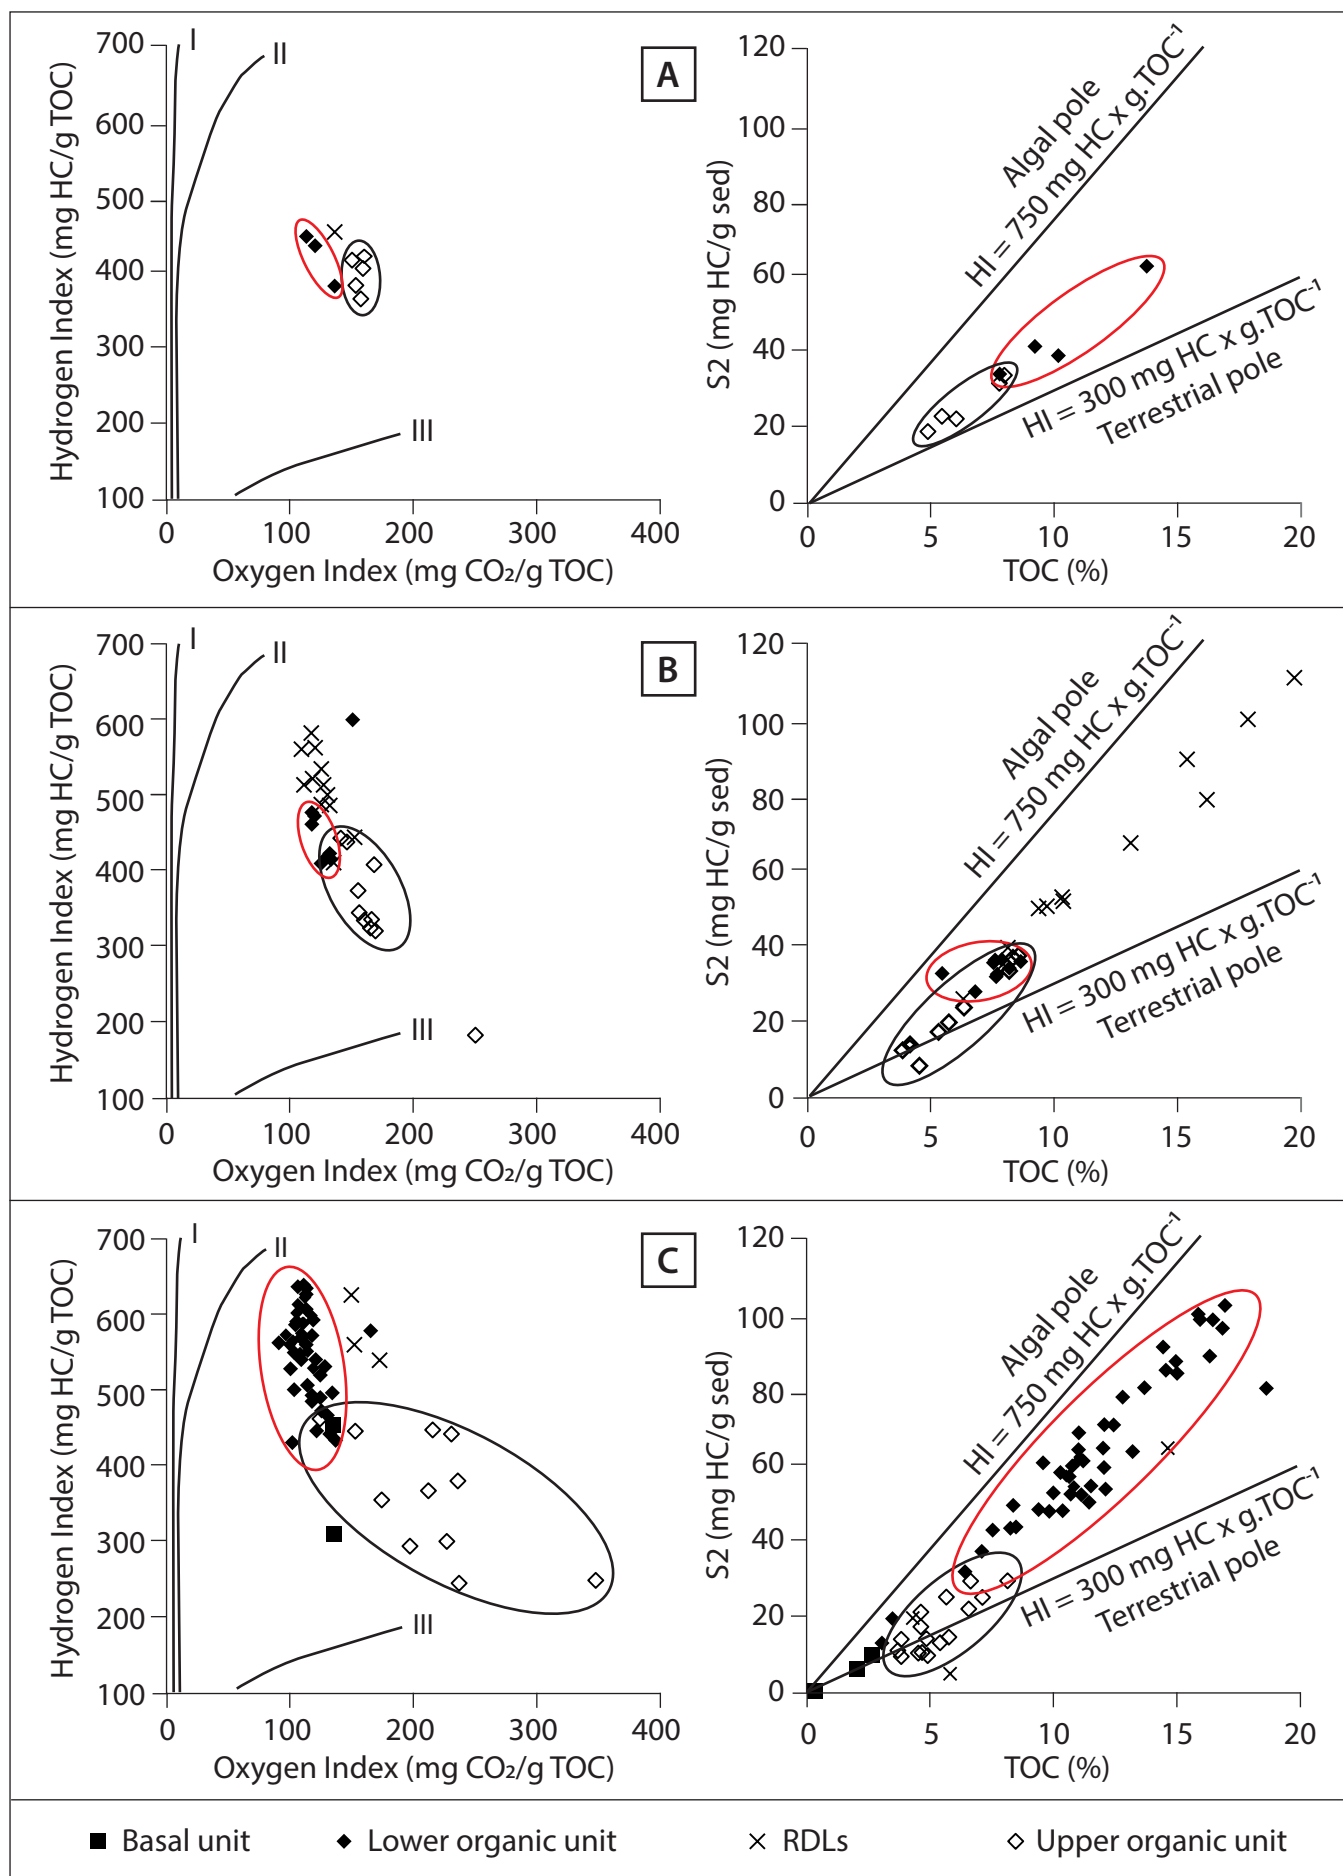 A
I
II
III
Hydrogen Index (mg HC/g TOC)
700
600
500
400
300
200
100
0 100 200 300 400
Oxygen Index (mg CO₂/g TOC)
S2 (mg HC/g sed)
120
100
80
60
40
20
0
0 5 10 15 20
TOC (%)
Algal pole
HI = 750 mg HC x g.TOC⁻¹
HI = 300 mg HC x g.TOC⁻¹
Terrestrial pole
B
I
II
III
Hydrogen Index (mg HC/g TOC)
700
600
500
400
300
200
100
0 100 200 300 400
Oxygen Index (mg CO₂/g TOC)
S2 (mg HC/g sed)
120
100
80
60
40
20
0
0 5 10 15 20
TOC (%)
Algal pole
HI = 750 mg HC x g.TOC⁻¹
HI = 300 mg HC x g.TOC⁻¹
Terrestrial pole
C
I
II
III
Hydrogen Index (mg HC/g TOC)
700
600
500
400
300
200
100
0 100 200 300 400
Oxygen Index (mg CO₂/g TOC)
S2 (mg HC/g sed)
120
100
80
60
40
20
0
0 5 10 15 20
TOC (%)
Algal pole
HI = 750 mg HC x g.TOC⁻¹
HI = 300 mg HC x g.TOC⁻¹
Terrestrial pole
Basal unit Lower organic unit RDLs Upper organic unit